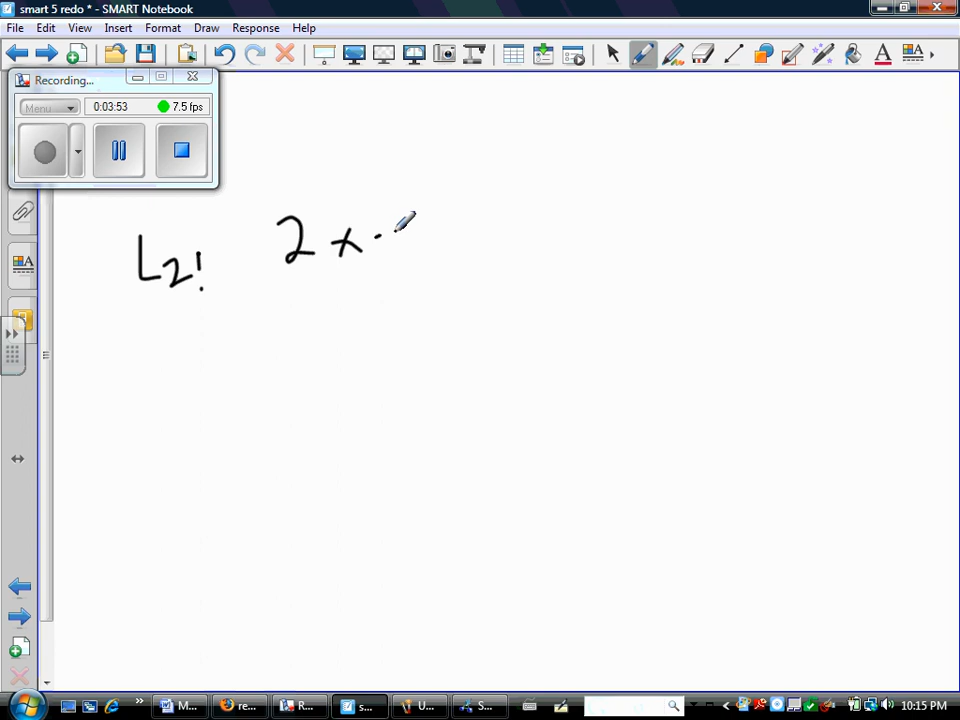 smart 5 redo * - SMART Notebook
File Edit View Insert Format Draw Response Help
Recording...
Menu 0:03:53 7.5 fps
L2! 2x -
M... re... R... s... U... S... 10:15 PM